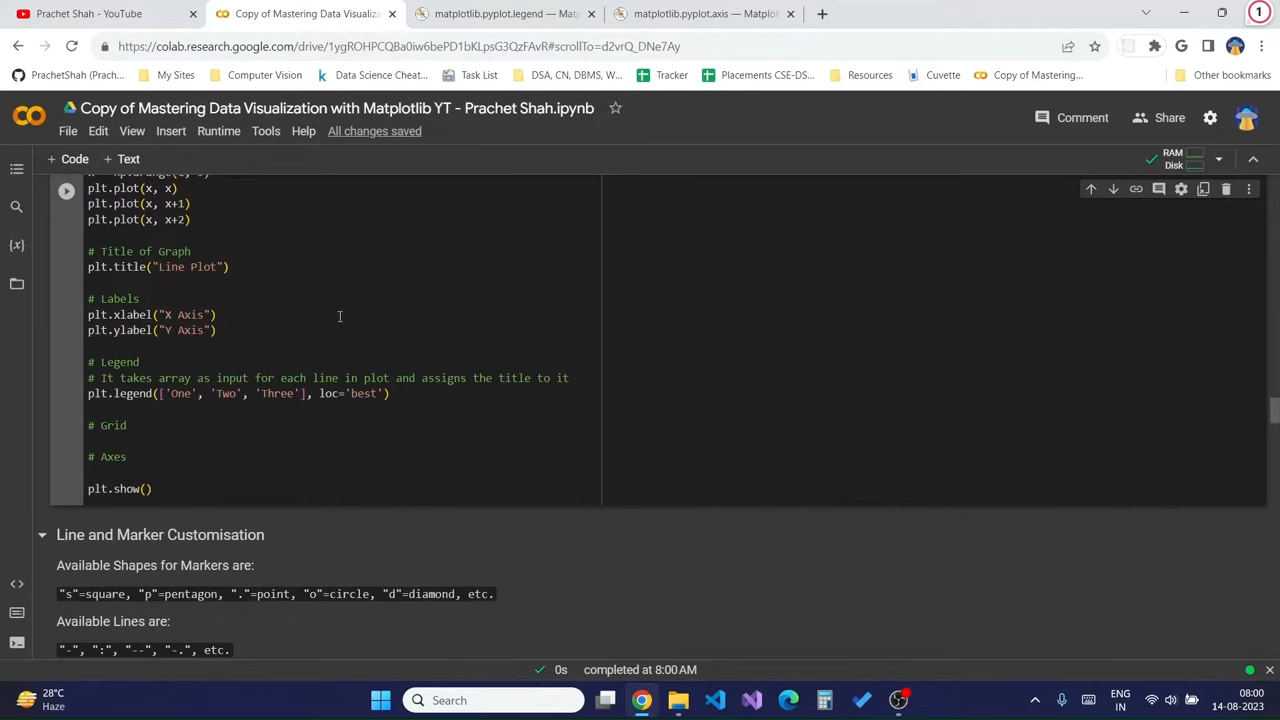 Prachet Shah - YouTube
Copy of Mastering Data Visualiza
matplotlib.pyplot.legend — Mat
matplotlib.pyplot.axis — Matplot
1
https://colab.research.google.com/drive/1ygROHPCQBa0iw6bePD1bKLpsG3QzFAvR#scrollTo=d2vrQ_DNe7Ay
PrachetShah (Prach...
My Sites
Computer Vision
Data Science Cheat...
Task List
DSA, CN, DBMS, W...
Tracker
Placements CSE-DS...
Resources
Cuvette
Copy of Mastering...
Other bookmarks
Copy of Mastering Data Visualization with Matplotlib YT - Prachet Shah.ipynb
File Edit View Insert Runtime Tools Help All changes saved
Comment
Share
+ Code + Text
RAM
Disk
plt.plot(x, x)
plt.plot(x, x+1)
plt.plot(x, x+2)
# Title of Graph
plt.title("Line Plot")
# Labels
plt.xlabel("X Axis")
plt.ylabel("Y Axis")
# Legend
# It takes array as input for each line in plot and assigns the title to it
plt.legend(['One', 'Two', 'Three'], loc='best')
# Grid
# Axes
plt.show()
Line and Marker Customisation
Available Shapes for Markers are:
"s"=square, "p"=pentagon, "."=point, "o"=circle, "d"=diamond, etc.
Available Lines are:
"-", ":", "--", "-.", etc.
0s completed at 8:00 AM
28°C
Haze
Search
ENG
IN
08:00
14-08-2023